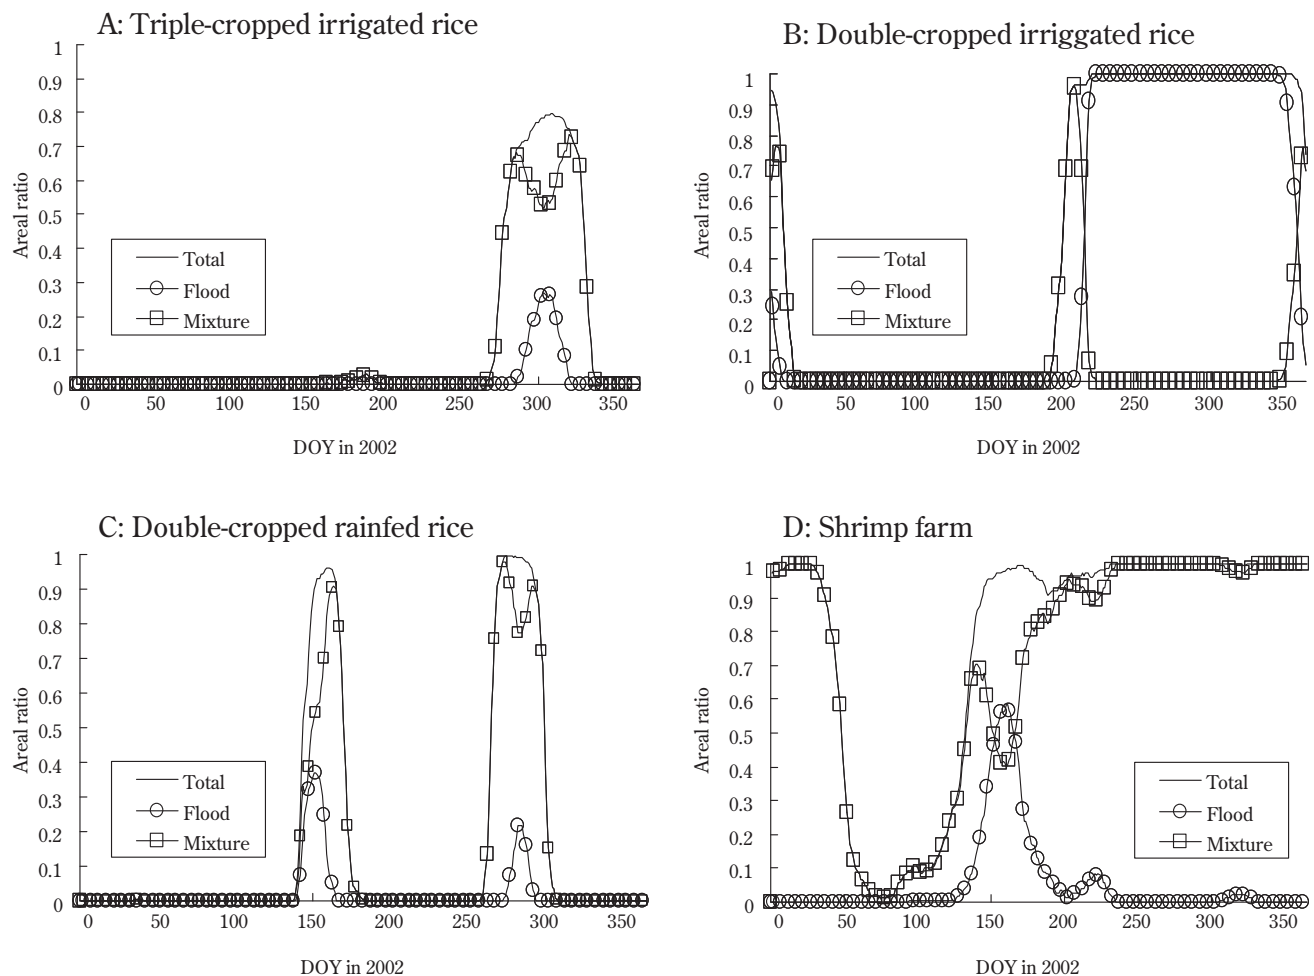 A: Triple-cropped irrigated rice
1
0.9
0.8
0.7
0.6
0.5
0.4
0.3
0.2
0.1
0
Areal ratio
Total
Flood
Mixture
0 50 100 150 200 250 300 350
DOY in 2002
B: Double-cropped irriggated rice
1
0.9
0.8
0.7
0.6
0.5
0.4
0.3
0.2
0.1
0
Areal ratio
Total
Flood
Mixture
0 50 100 150 200 250 300 350
DOY in 2002
C: Double-cropped rainfed rice
1
0.9
0.8
0.7
0.6
0.5
0.4
0.3
0.2
0.1
0
Areal ratio
Total
Flood
Mixture
0 50 100 150 200 250 300 350
DOY in 2002
D: Shrimp farm
1
0.9
0.8
0.7
0.6
0.5
0.4
0.3
0.2
0.1
0
Areal ratio
Total
Flood
Mixture
0 50 100 150 200 250 300 350
DOY in 2002